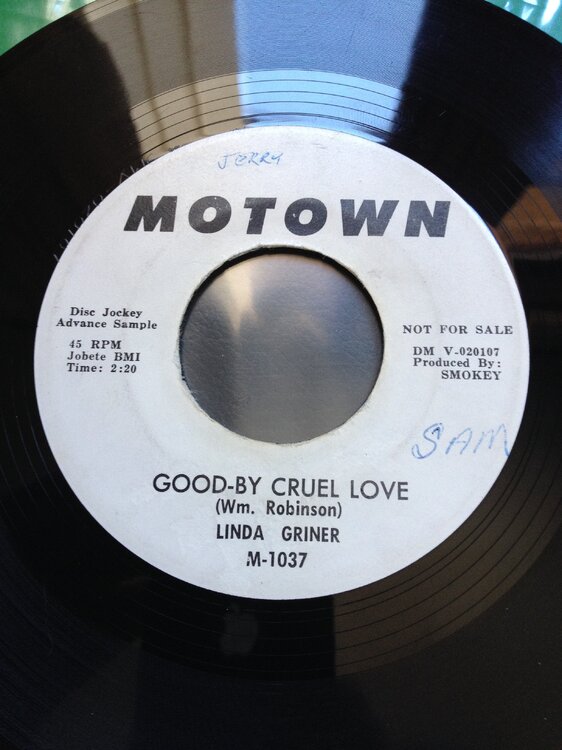 JERRY
MOTOWN
Disc Jockey
Advance Sample
45 RPM
Jobete BMI
Time: 2:20
NOT FOR SALE
DM V-020107
Produced By:
SMOKEY
SAM
GOOD-BY CRUEL LOVE
(Wm. Robinson)
LINDA GRINER
M-1037